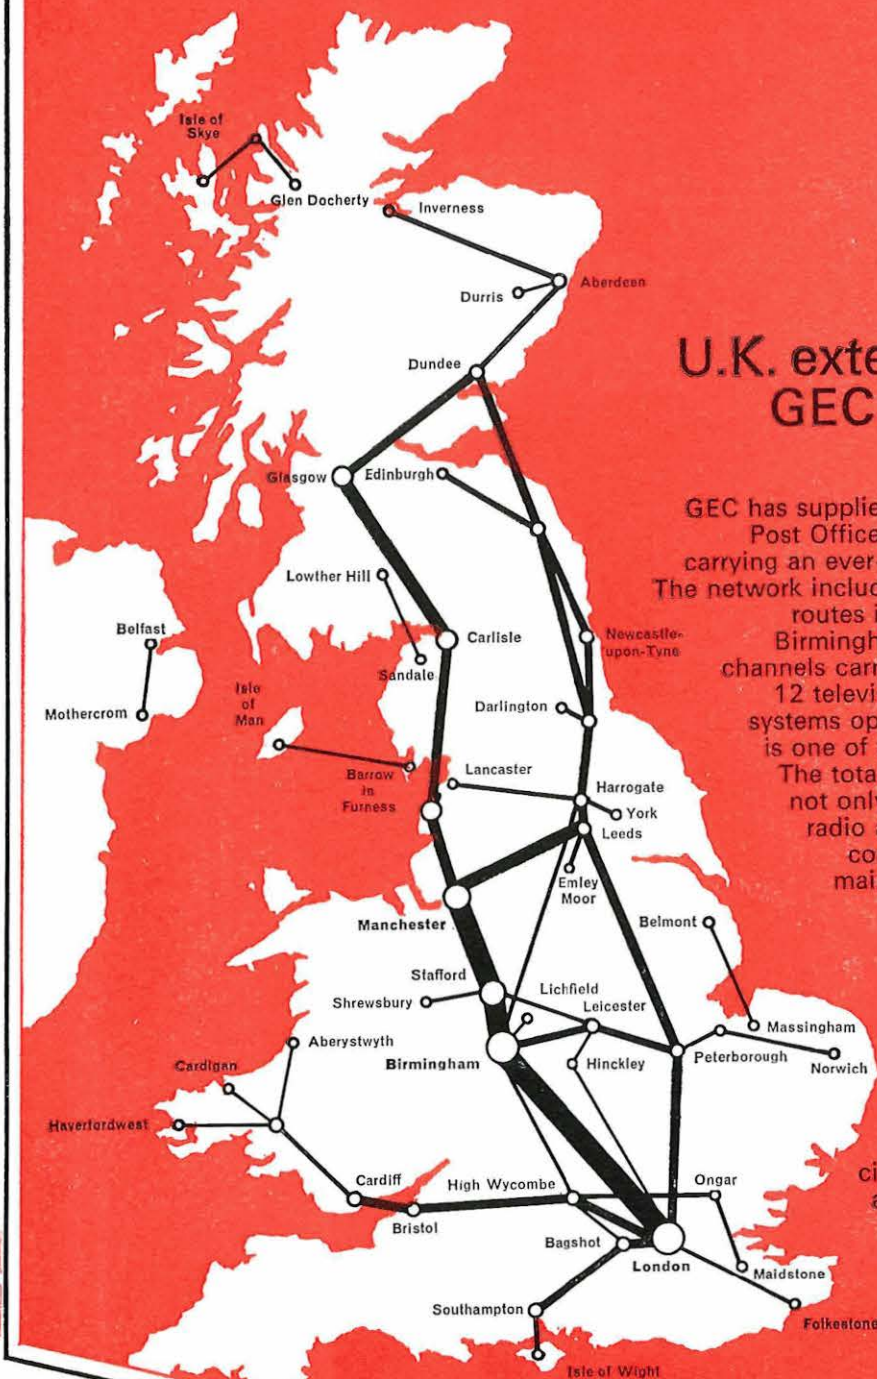 Isle of
Skye
Glen Docherty
Inverness
Durris
Aberdeen
Dundee
Glasgow
Edinburgh
Lowther Hill
Carlisle
Sandale
Newcastle-
upon-Tyne
Belfast
Mothercrom
Isle
of
Man
Darlington
Barrow
in
Furness
Lancaster
Harrogate
York
Leeds
Emley
Moor
Manchester
Belmont
Stafford
Shrewsbury
Lichfield
Leicester
Massingham
Birmingham
Hinckley
Peterborough
Norwich
Aberystwyth
Cardigan
Haverfordwest
Cardiff
Bristol
High Wycombe
Ongar
Bagshot
London
Maidstone
Southampton
Folkestone
Isle of Wight
U.K. exte
GEC
GEC has supplie
Post Office
carrying an ever
The network includ
routes i
Birmingh
channels carr
12 televi
systems op
is one of
The tota
not only
radio a
co
mai
ci
a